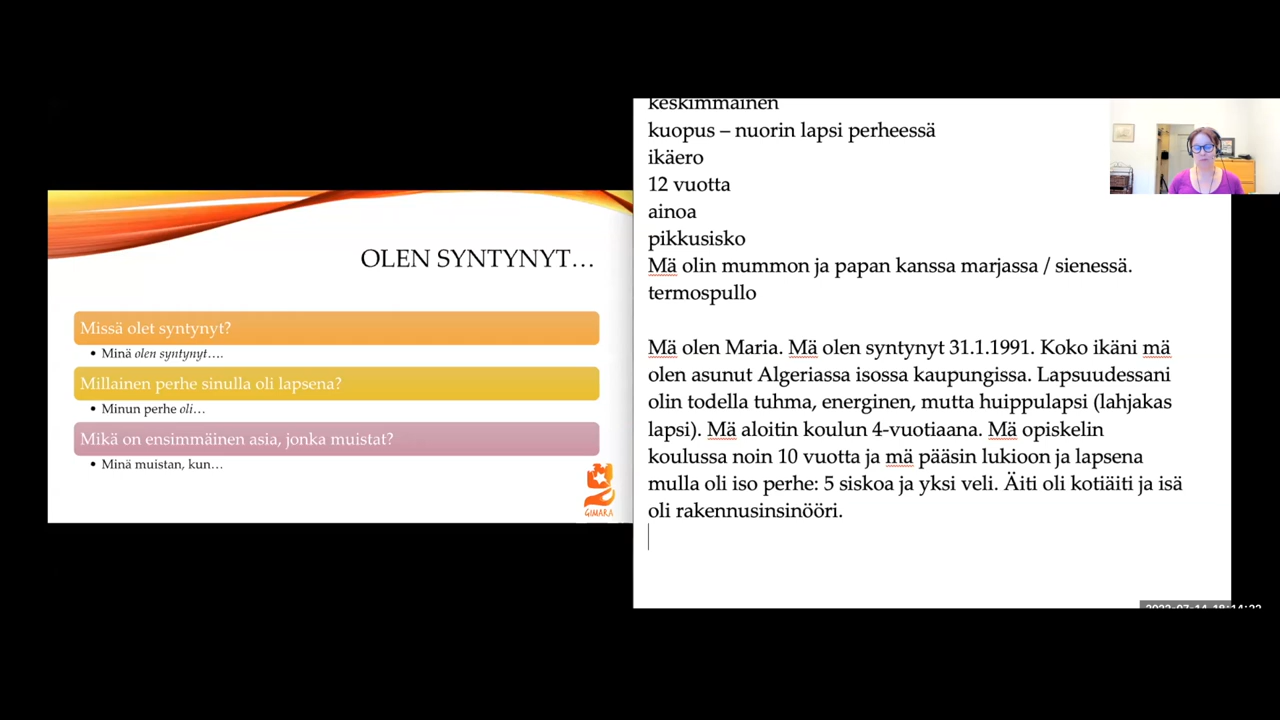 OLEN SYNTYNYT…
Missä olet syntynyt?
• Minä olen syntynyt….
Millainen perhe sinulla oli lapsena?
• Minun perhe oli…
Mikä on ensimmäinen asia, jonka muistat?
• Minä muistan, kun…
GIMARA
keskimmäinen
kuopus – nuorin lapsi perheessä
ikäero
12 vuotta
ainoa
pikkusisko
Mä olin mummon ja papan kanssa marjassa / sienessä.
termospullo
Mä olen Maria. Mä olen syntynyt 31.1.1991. Koko ikäni mä
olen asunut Algeriassa isossa kaupungissa. Lapsuudessani
olin todella tuhma, energinen, mutta huippulapsi (lahjakas
lapsi). Mä aloitin koulun 4-vuotiaana. Mä opiskelin
koulussa noin 10 vuotta ja mä pääsin lukioon ja lapsena
mulla oli iso perhe: 5 siskoa ja yksi veli. Äiti oli kotiäiti ja isä
oli rakennusinsinööri.